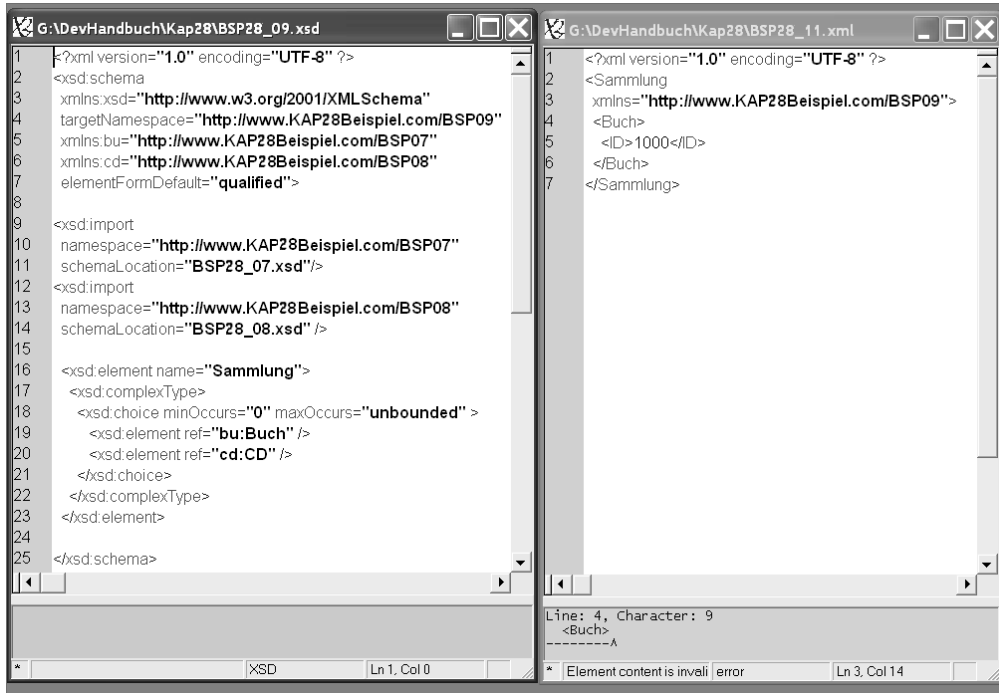 G:\DevHandbuch\Kap28\BSP28_09.xsd
1 <?xml version="1.0" encoding="UTF-8" ?>
2 <xsd:schema
3 xmlns:xsd="http://www.w3.org/2001/XMLSchema"
4 targetNamespace="http://www.KAP28Beispiel.com/BSP09"
5 xmlns:bu="http://www.KAP28Beispiel.com/BSP07"
6 xmlns:cd="http://www.KAP28Beispiel.com/BSP08"
7 elementFormDefault="qualified">
8
9 <xsd:import
10 namespace="http://www.KAP28Beispiel.com/BSP07"
11 schemaLocation="BSP28_07.xsd"/>
12 <xsd:import
13 namespace="http://www.KAP28Beispiel.com/BSP08"
14 schemaLocation="BSP28_08.xsd" />
15
16 <xsd:element name="Sammlung">
17 <xsd:complexType>
18 <xsd:choice minOccurs="0" maxOccurs="unbounded" >
19 <xsd:element ref="bu:Buch" />
20 <xsd:element ref="cd:CD" />
21 </xsd:choice>
22 </xsd:complexType>
23 </xsd:element>
24
25 </xsd:schema>
* XSD Ln 1, Col 0
G:\DevHandbuch\Kap28\BSP28_11.xml
1 <?xml version="1.0" encoding="UTF-8" ?>
2 <Sammlung
3 xmlns="http://www.KAP28Beispiel.com/BSP09">
4 <Buch>
5 <ID>1000</ID>
6 </Buch>
7 </Sammlung>
Line: 4, Character: 9
<Buch>
--------^
* Element content is invali error Ln 3, Col 14